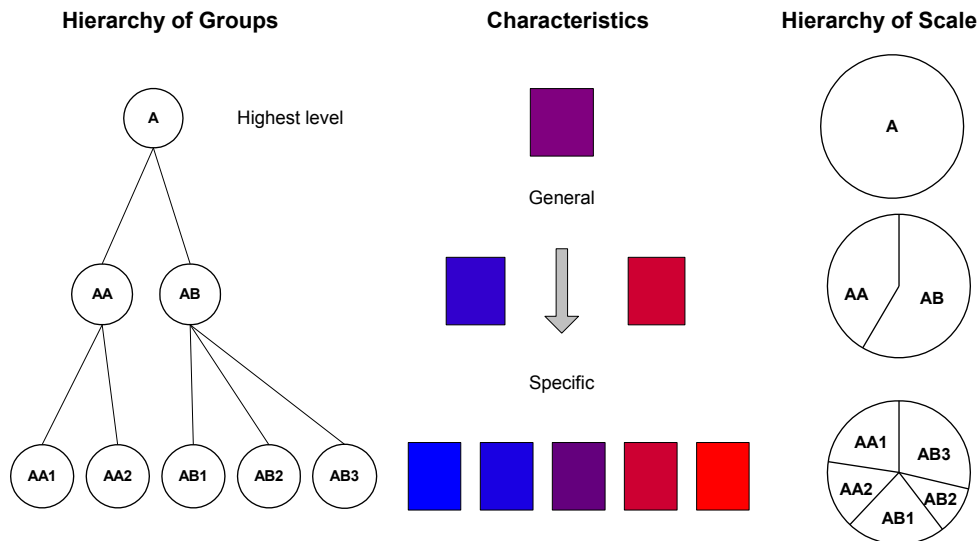 Hierarchy of Groups
Characteristics
Hierarchy of Scale
A
Highest level
A
General
AA
AB
AA
AB
Specific
AA1
AA2
AB1
AB2
AB3
AA1
AB3
AA2
AB2
AB1